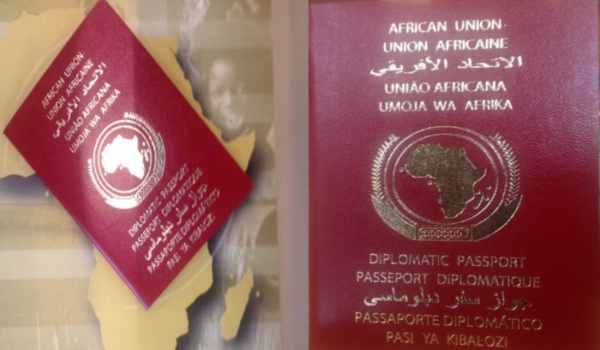 AFRICAN UNION
UNION AFRICAINE
الاتحاد الأفريقي
UNIÃO AFRICANA
UMOJA WA AFRIKA
DIPLOMATIC PASSPORT
PASSEPORT DIPLOMATIQUE
جواز سفر دبلوماسي
PASSAPORTE DIPLOMÁTICO
PASI YA KIBALOZI
AFRICAN UNION
UNION AFRICAINE
الاتحاد الأفريقي
UNIÃO AFRICANA
UMOJA WA AFRIKA
DIPLOMATIC PASSPORT
PASSEPORT DIPLOMATIQUE
جواز سفر دبلوماسي
PASSAPORTE DIPLOMÁTICO
PASI YA KIBALOZI